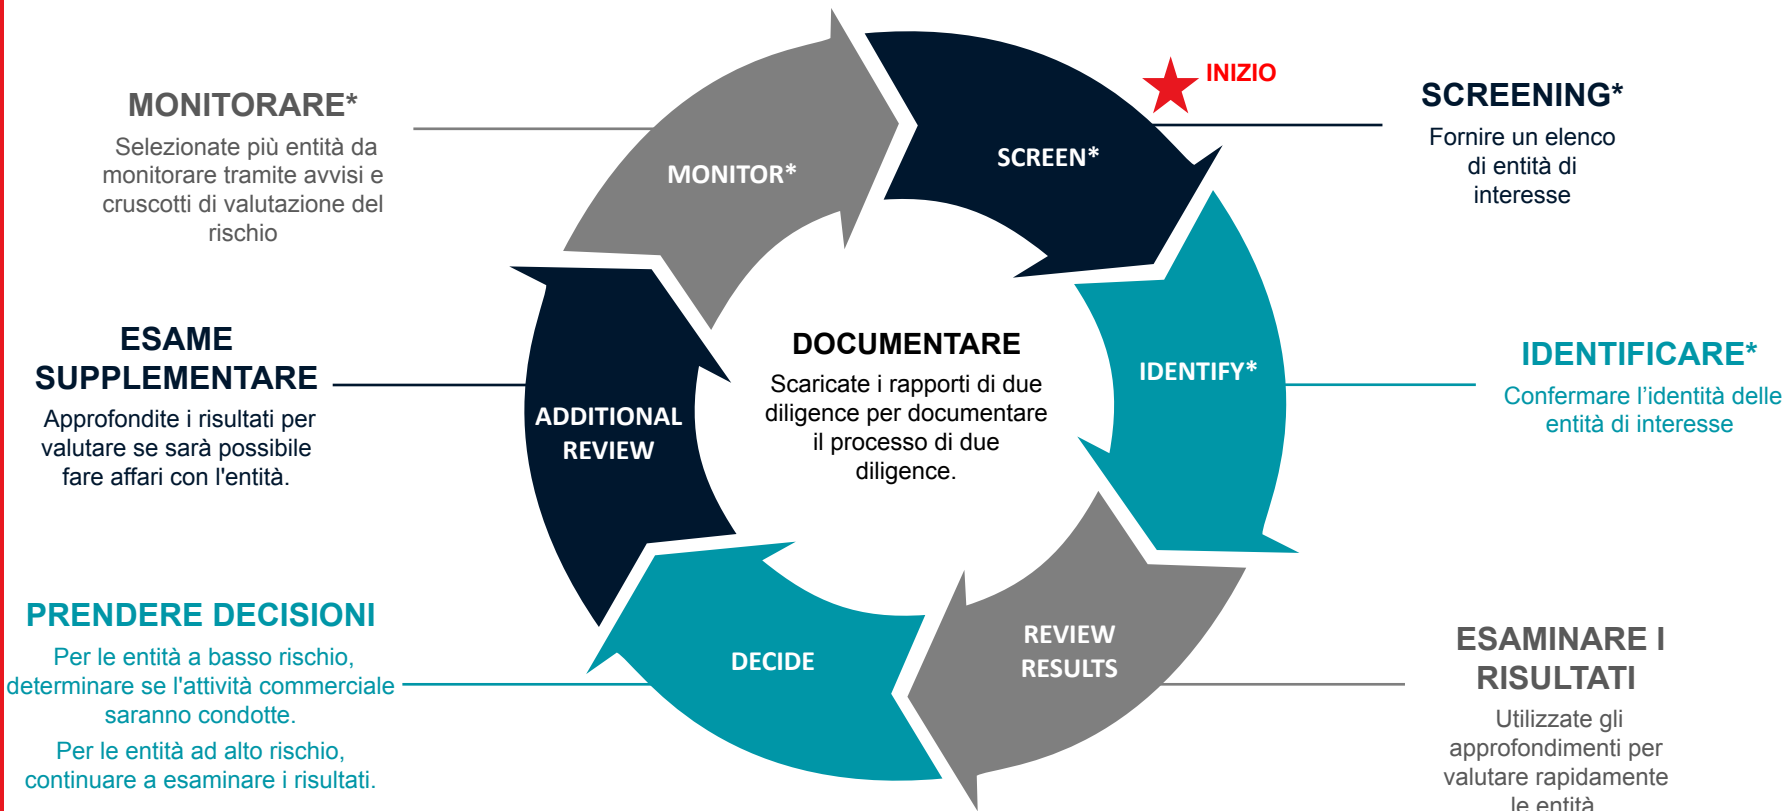 INIZIO
SCREENING*
Fornire un elenco
di entità di
interesse
MONITORARE*
Selezionate più entità da
monitorare tramite avvisi e
cruscotti di valutazione del
rischio
MONITOR*
SCREEN*
ESAME
SUPPLEMENTARE
Approfondite i risultati per
valutare se sarà possibile
fare affari con l'entità.
ADDITIONAL
REVIEW
DOCUMENTARE
Scaricate i rapporti di due
diligence per documentare
il processo di due
diligence.
IDENTIFY*
IDENTIFICARE*
Confermare l’identità delle
entità di interesse
PRENDERE DECISIONI
Per le entità a basso rischio,
determinare se l'attività commerciale
saranno condotte.
Per le entità ad alto rischio,
continuare a esaminare i risultati.
DECIDE
REVIEW
RESULTS
ESAMINARE I
RISULTATI
Utilizzate gli
approfondimenti per
valutare rapidamente
le entità